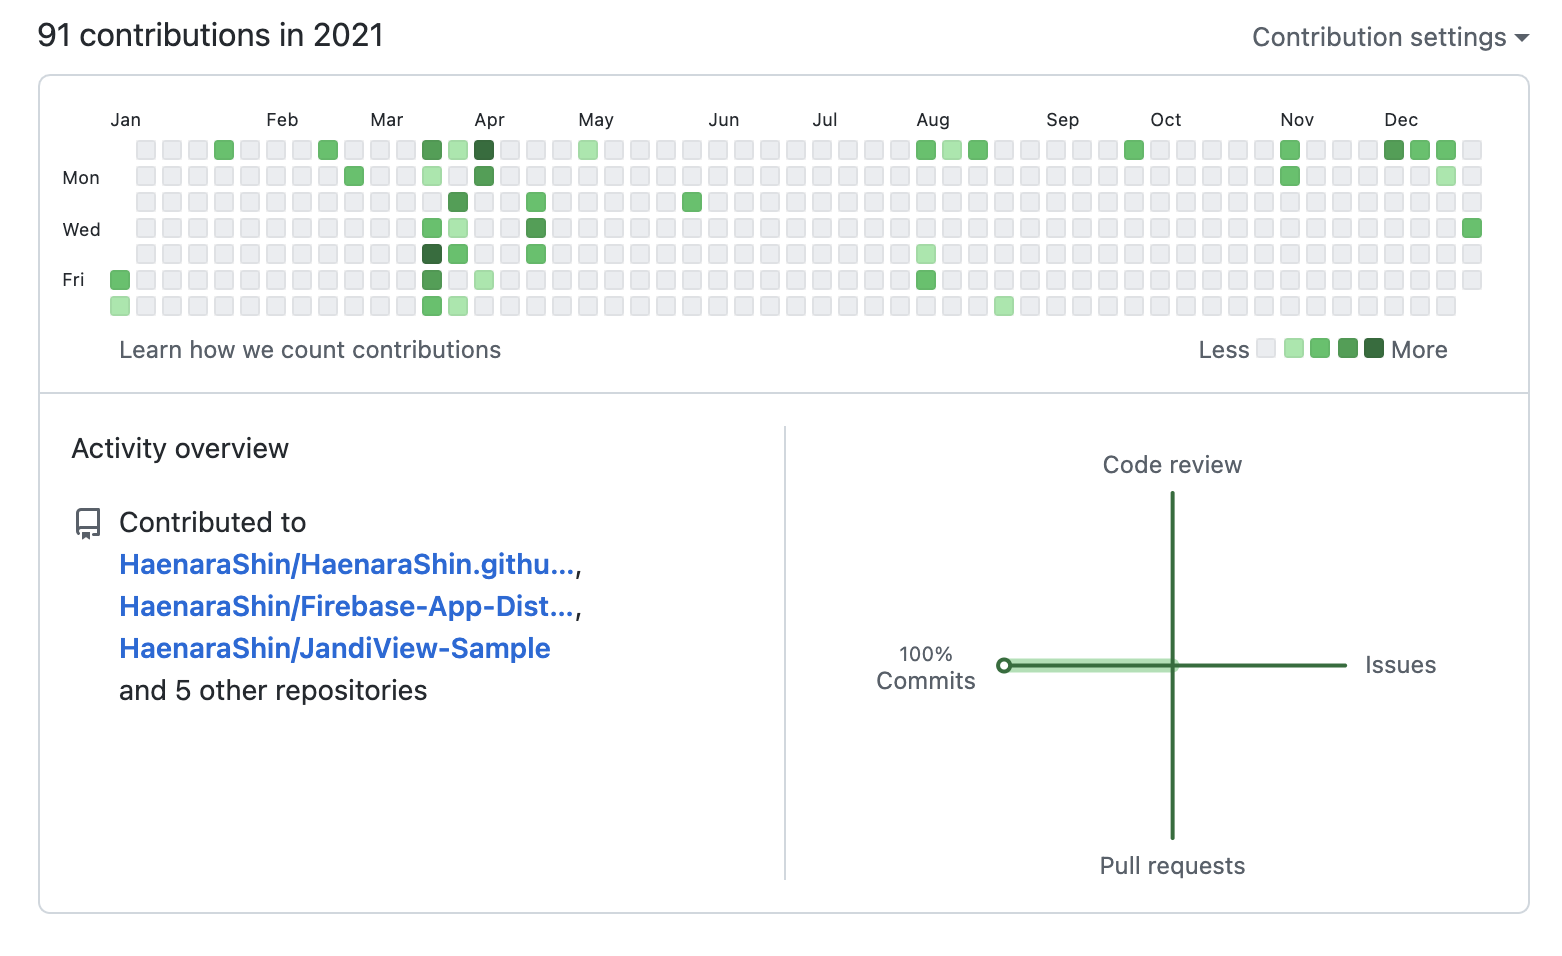 91 contributions in 2021
Contribution settings
Jan Feb Mar Apr May Jun Jul Aug Sep Oct Nov Dec
Mon
Wed
Fri
Learn how we count contributions
Less More
Activity overview
Contributed to
HaenaraShin/HaenaraShin.githu...,
HaenaraShin/Firebase-App-Dist...,
HaenaraShin/JandiView-Sample
and 5 other repositories
Code review
100%
Commits
Issues
Pull requests